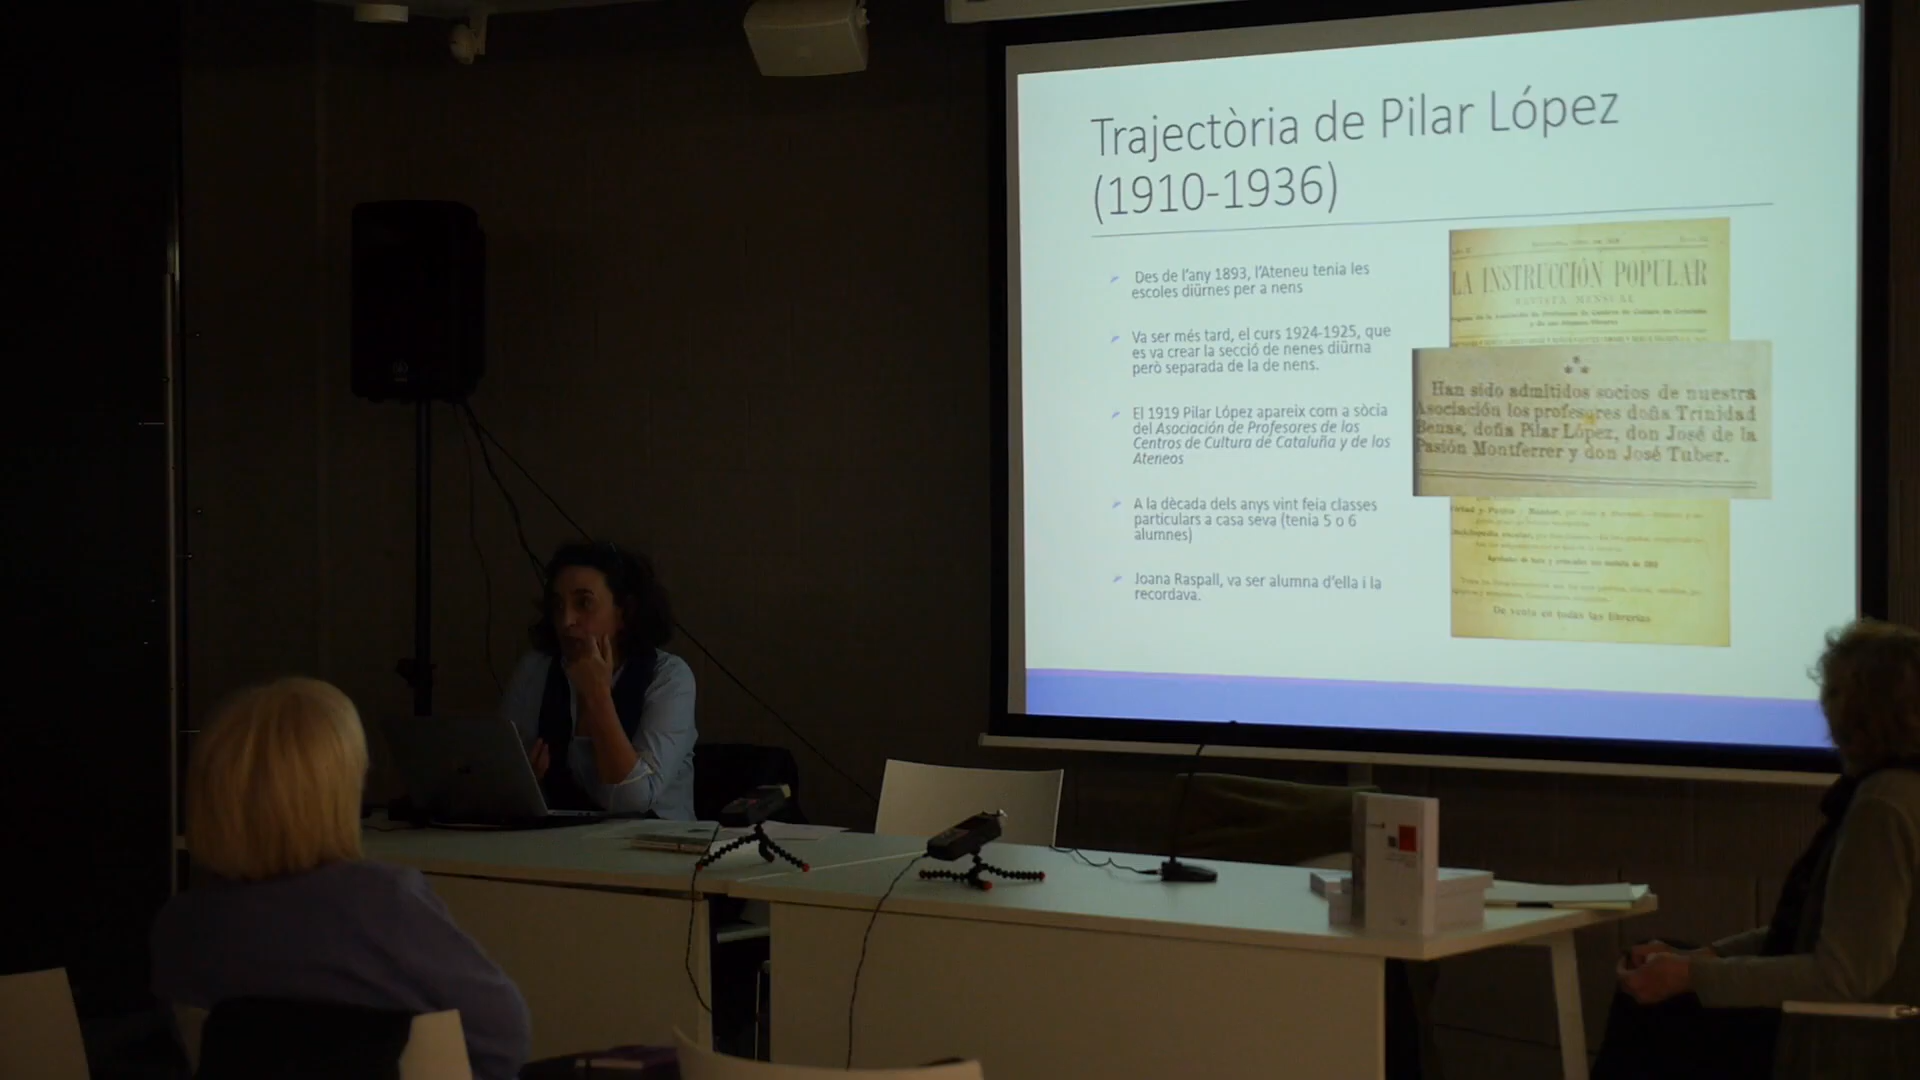 Trajectòria de Pilar López
(1910-1936)
Des de l'any 1893, l'Ateneu tenia les
escoles diürnes per a nens
Va ser més tard, el curs 1924-1925, que
es va crear la secció de nenes diürna
però separada de la de nens.
El 1919 Pilar López apareix com a sòcia
del Asociación de Profesores de los
Centros de Cultura de Cataluña y de los
Ateneos
A la dècada dels anys vint feia classes
particulars a casa seva (tenia 5 o 6
alumnes)
Joana Raspall, va ser alumna d'ella i la
recordava.
LA INSTRUCCIÓN POPULAR
REVISTA MENSUAL
Han sido admitidos socios de nuestra
Asociación los profesores doña Trinidad
Benas, doña Pilar López, don José de la
Pasión Montferrer y don José Tuber.
De venta en todas las librerías